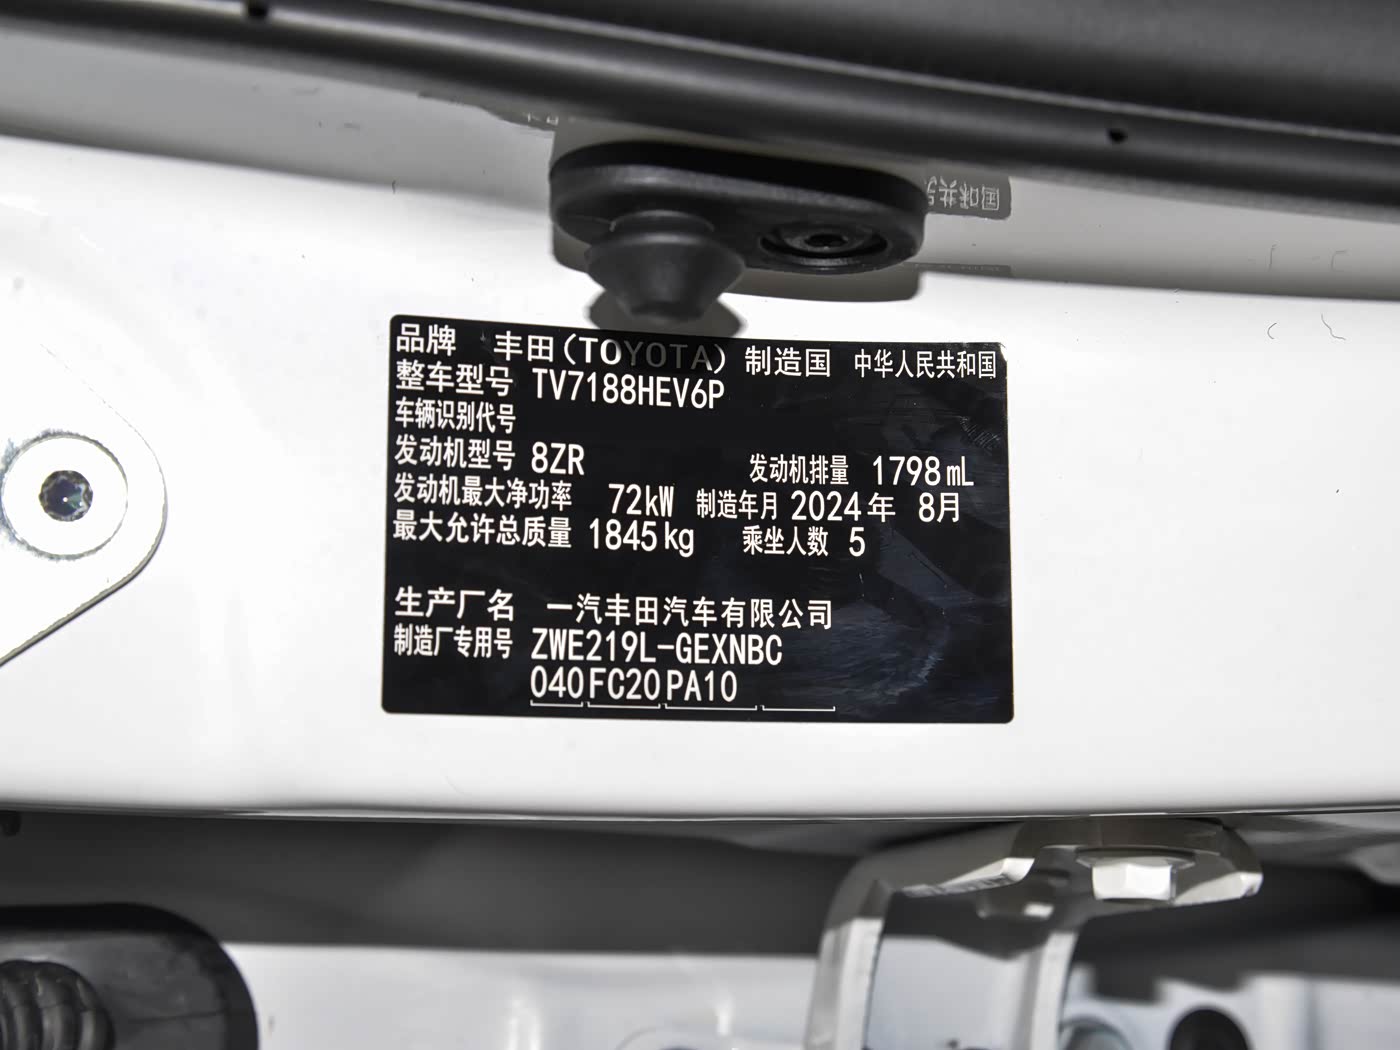 品牌 丰田(TOYOTA) 制造国 中华人民共和国
整车型号 TV7188HEV6P
车辆识别代号
发动机型号 8ZR 发动机排量 1798mL
发动机最大净功率 72kW 制造年月 2024年 8月
最大允许总质量 1845kg 乘坐人数 5
生产厂名 一汽丰田汽车有限公司
制造厂专用号 ZWE219L-GEXNBC
040FC20PA10